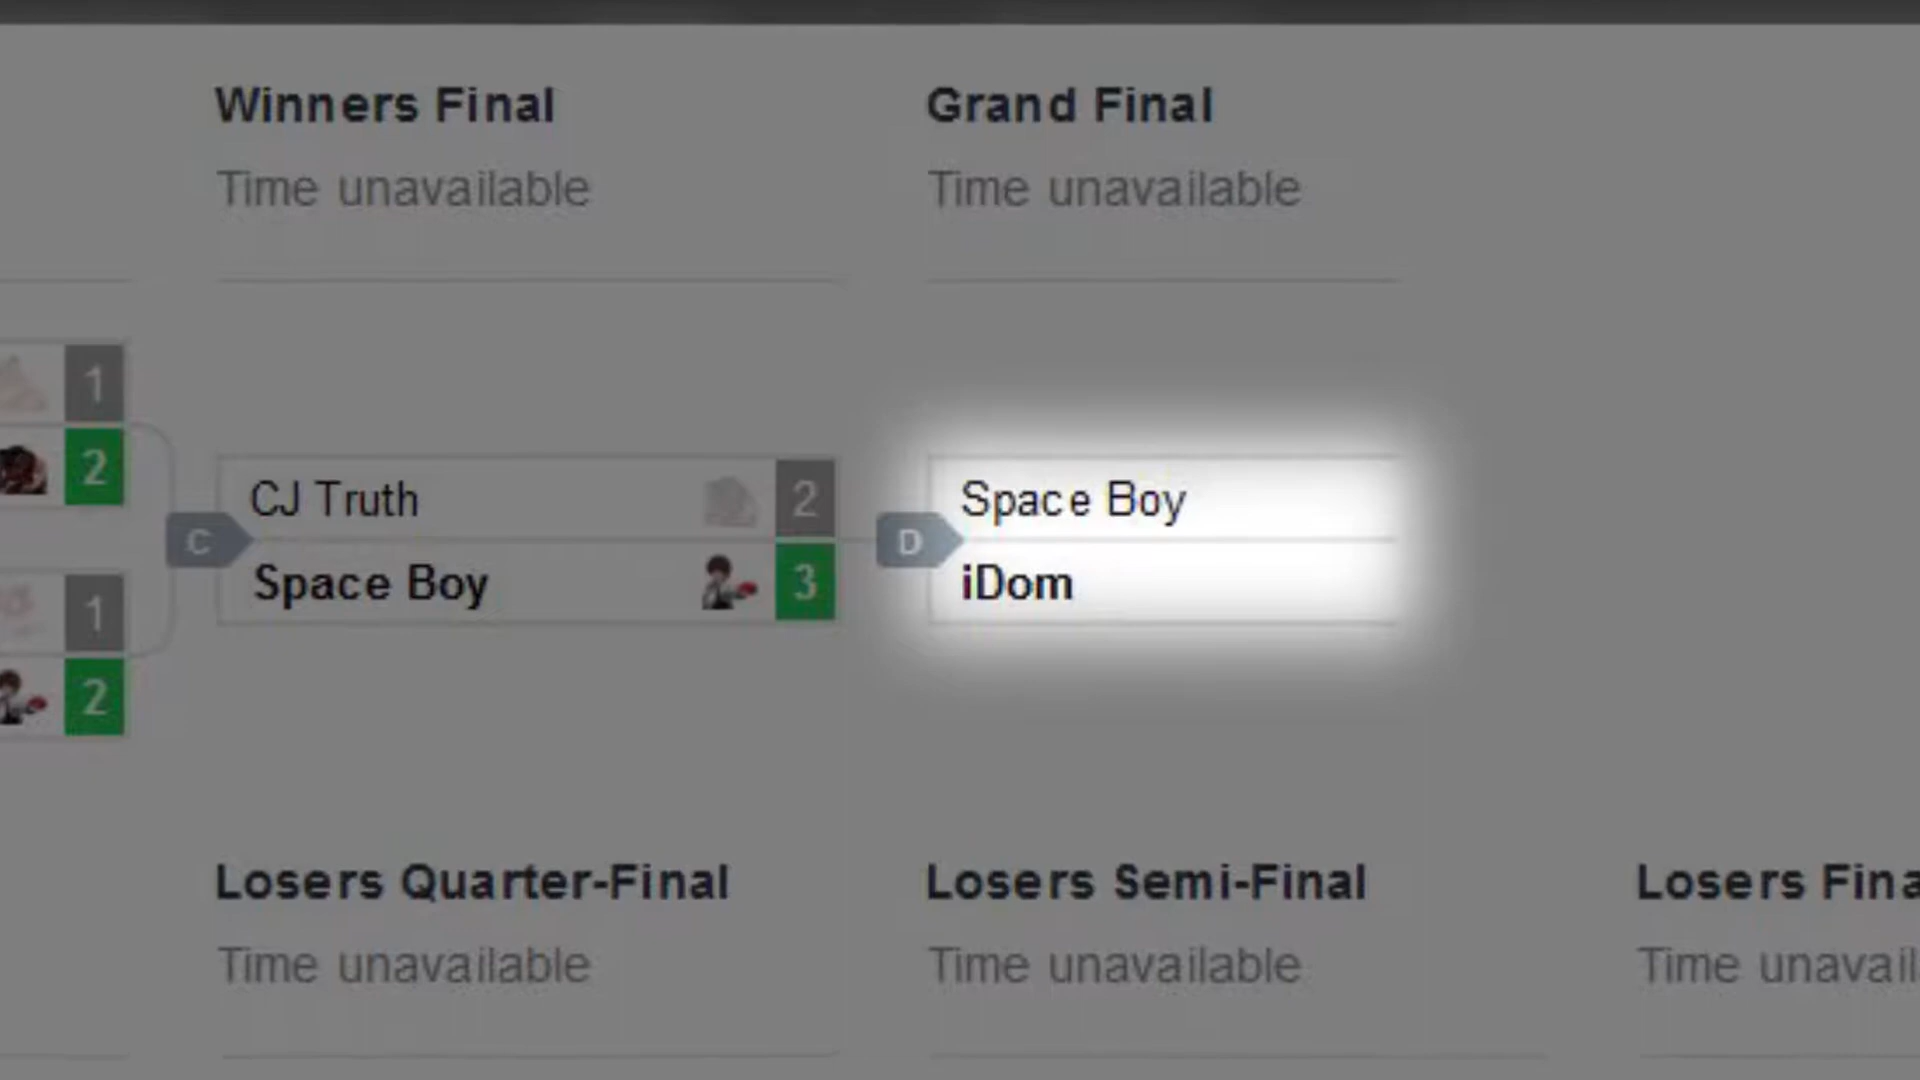 Winners Final
Grand Final
Time unavailable
Time unavailable
1
2
CJ Truth 2
Space Boy 3
C
D
Space Boy
iDom
1
2
Losers Quarter-Final
Losers Semi-Final
Losers Fina
Time unavailable
Time unavailable
Time unavail